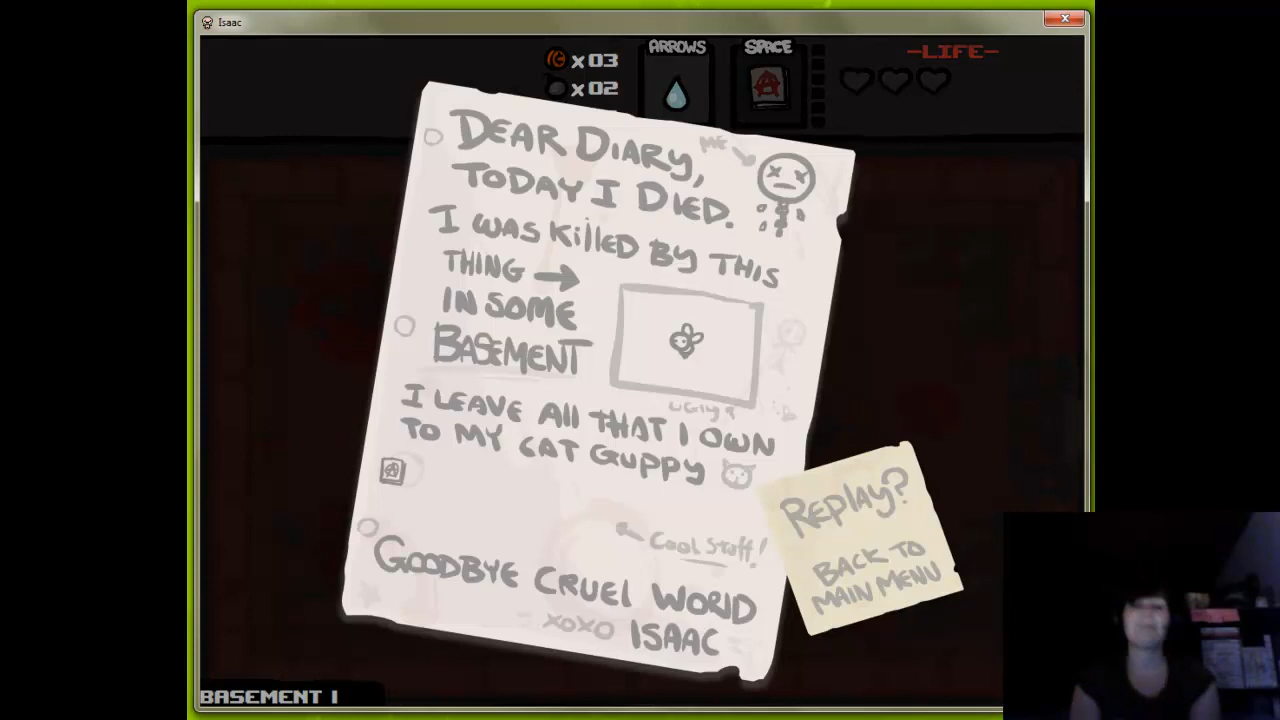 Isaac
x03
x02
ARROWS
SPACE
-LIFE-
DEAR DIARY,
TODAY I DIED.
ME
I WAS KILLED BY THIS
THING →
IN SOME
BASEMENT
UGLY
I LEAVE ALL THAT I OWN
TO MY CAT GUPPY
COOL STUFF!
GOODBYE CRUEL WORLD
XOXO ISAAC
REPLAY?
BACK TO
MAIN MENU
BASEMENT I